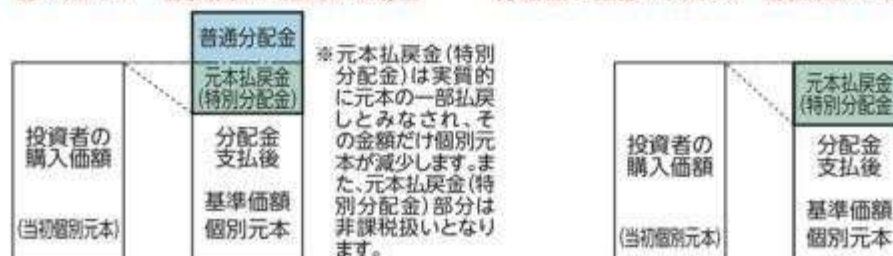 普通分配金
元本払戻金
(特別分配金)
投資者の
購入価額
(当初個別元本)
分配金
支払後
基準価額
個別元本
※元本払戻金(特別
分配金)は実質的
に元本の一部払戻
しとみなされ、そ
の金額だけ個別元
本が減少します。ま
た、元本払戻金(特
別分配金)部分は
非課税扱いとなり
ます。
投資者の
購入価額
(当初個別元本)
元本払戻金
(特別分配金
分配金
支払後
基準価額
個別元本